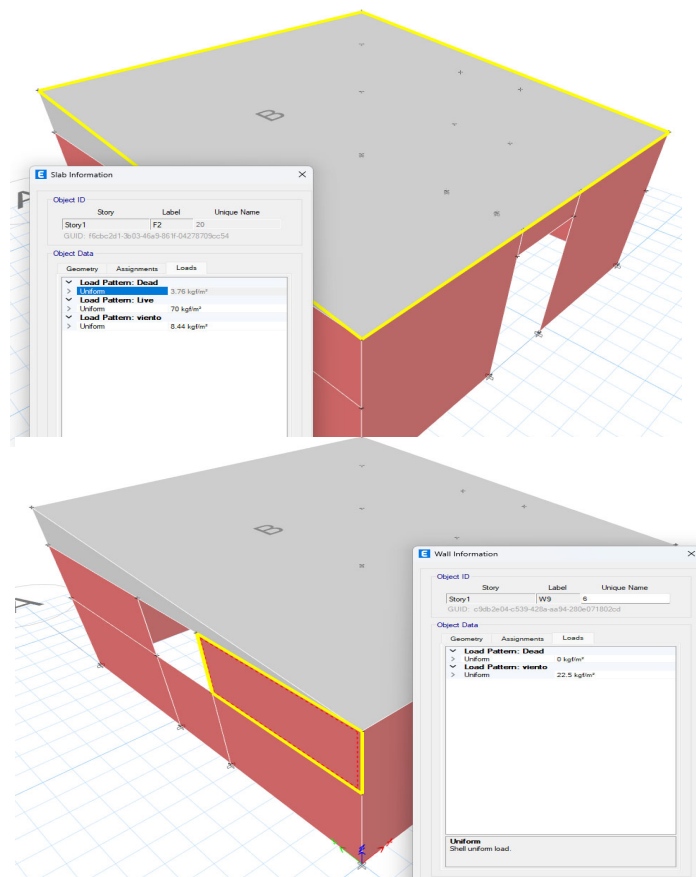 B
E Slab Information
Object ID
Story Label Unique Name
Story1 F2 20
GUID: f6cbc2d1-3b03-46a9-861f-04278709cc54
Object Data
Geometry Assignments Loads
Load Pattern: Dead
Uniform 3.76 kgf/m²
Load Pattern: Live
Uniform 70 kgf/m²
Load Pattern: viento
Uniform 8.44 kgf/m²
B
E Wall Information
Object ID
Story Label Unique Name
Story1 W9 6
GUID: c9db2e04-c539-428a-aa94-280e071802cd
Object Data
Geometry Assignments Loads
Load Pattern: Dead
Uniform 0 kgf/m²
Load Pattern: viento
Uniform 22.5 kgf/m²
Uniform
Shell uniform load.